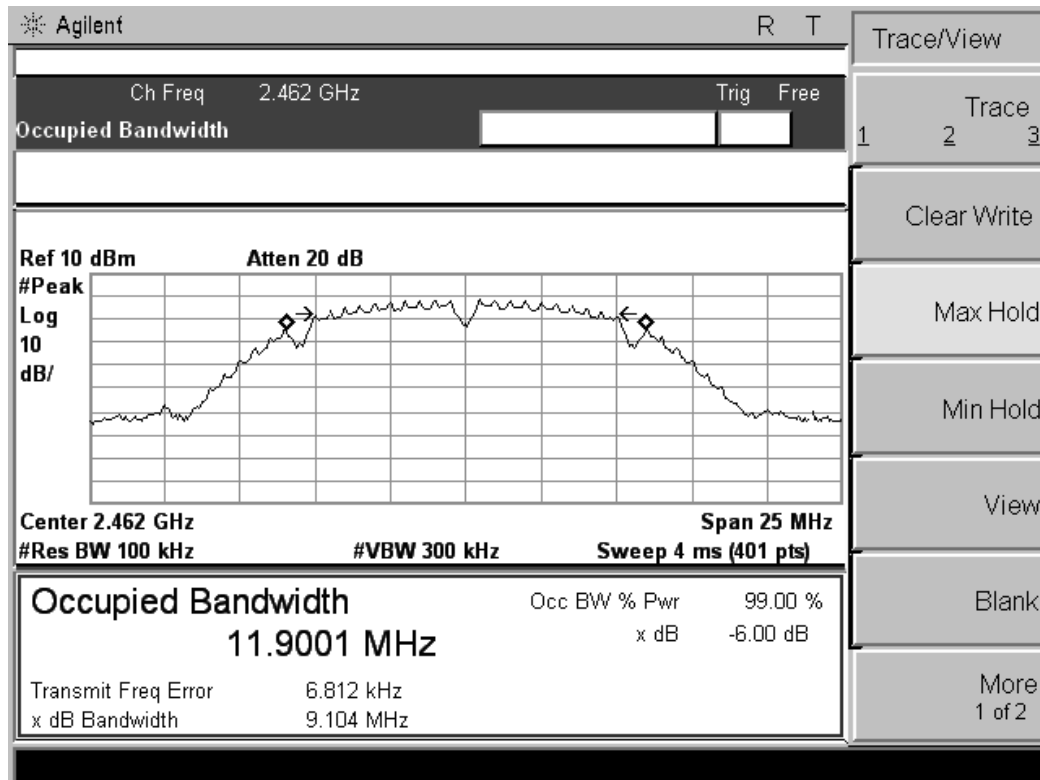 Agilent R T
Trace/View
Ch Freq 2.462 GHz Trig Free
Occupied Bandwidth
Trace
1 2 3
Clear Write
Max Hold
Min Hold
View
Blank
More
1 of 2
Ref 10 dBm Atten 20 dB
#Peak
Log
10
dB/
Center 2.462 GHz Span 25 MHz
#Res BW 100 kHz #VBW 300 kHz Sweep 4 ms (401 pts)
Occupied Bandwidth
11.9001 MHz
Occ BW % Pwr 99.00 %
x dB -6.00 dB
Transmit Freq Error 6.812 kHz
x dB Bandwidth 9.104 MHz